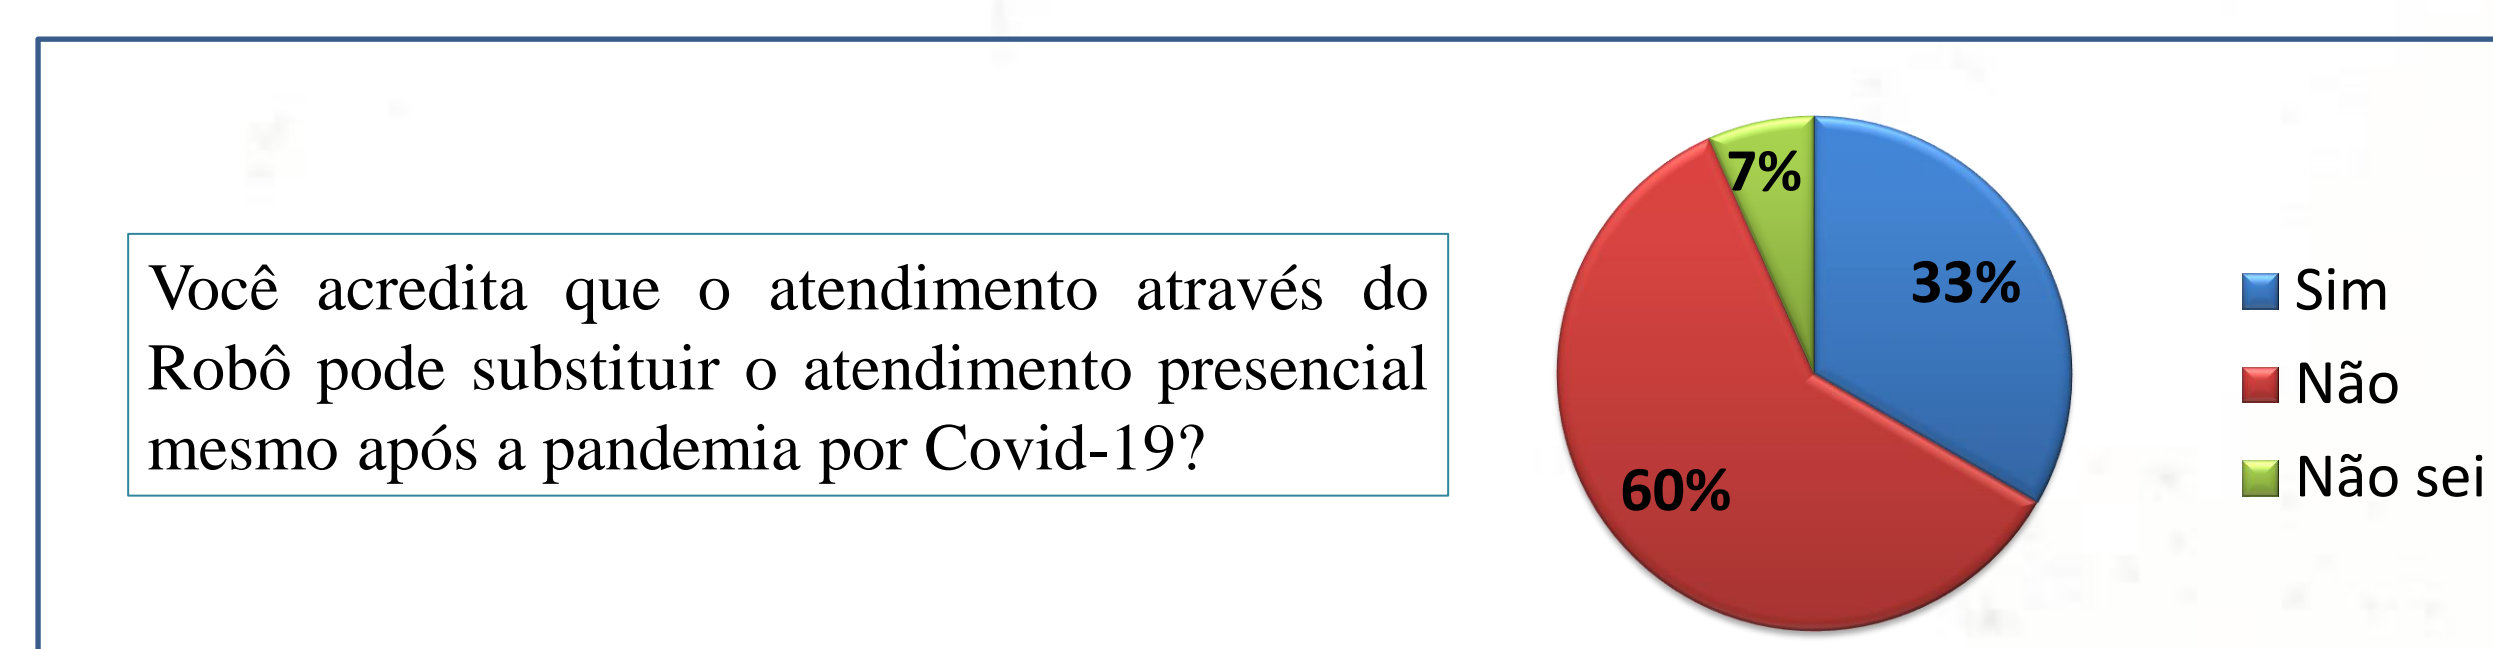 Você acredita que o atendimento através do
Robô pode substituir o atendimento presencial
mesmo após a pandemia por Covid-19?
7%
33%
60%
Sim
Não
Não sei